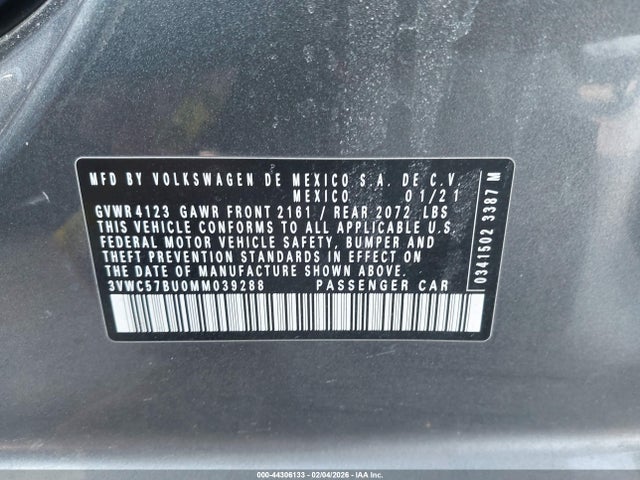 MFD BY VOLKSWAGEN DE MEXICO S.A. DE C.V.
MEXICO 01/21
GVWR 4123 GAWR FRONT 2161 / REAR 2072 LBS
THIS VEHICLE CONFORMS TO ALL APPLICABLE U.S.
FEDERAL MOTOR VEHICLE SAFETY, BUMPER AND
THEFT PREVENTION STANDARDS IN EFFECT ON
THE DATE OF MANUFACTURE SHOWN ABOVE.
3VWC57BU0MM039288 PASSENGER CAR
0341502 3387 M
000-44306133 - 02/04/2026 - IAA Inc.